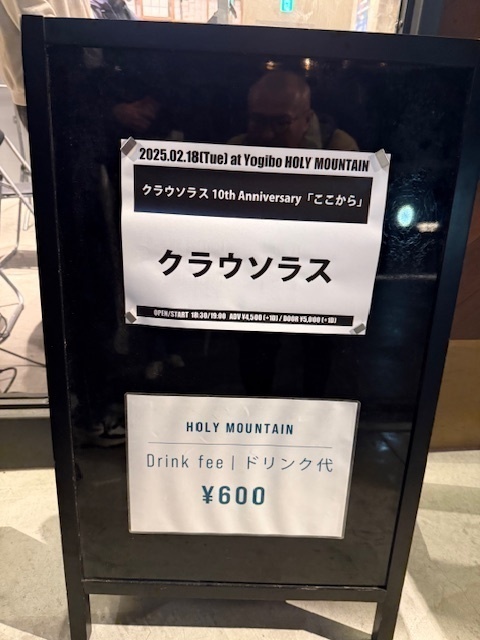 2025.02.18(Tue) at Yogibo HOLY MOUNTAIN
クラウソラス 10th Anniversary「ここから」
クラウソラス
OPEN/START 18:30/19:00 ADV ¥4,500 (+1D) / DOOR ¥5,000 (+1D)
HOLY MOUNTAIN
Drink fee | ドリンク代
¥600